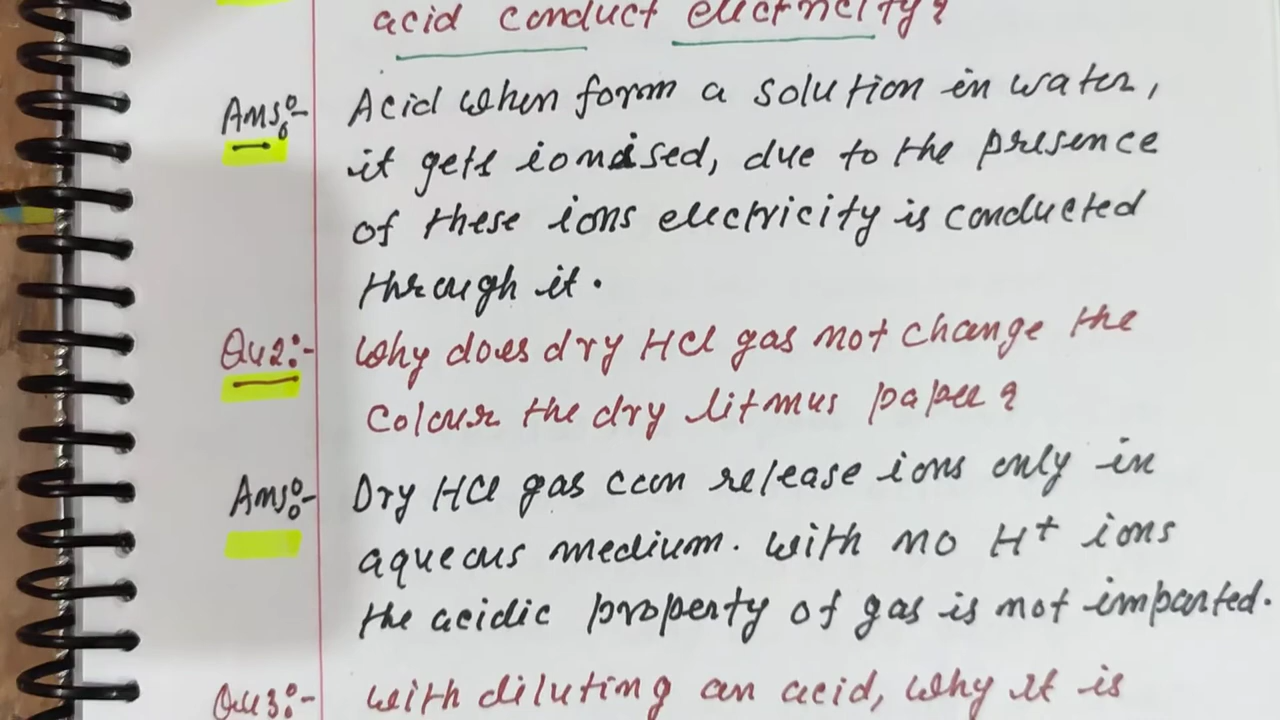 acid conduct electricity?
Ans:- Acid when form a solution in water,
it gets ionised, due to the presence
of these ions electricity is conducted
through it.
Qu2:- Why does dry HCl gas not change the
colour the dry litmus paper?
Ans:- Dry HCl gas can release ions only in
aqueous medium. With no H+ ions
the acidic property of gas is not imparted.
Qu3:- With diluting an acid, why it is